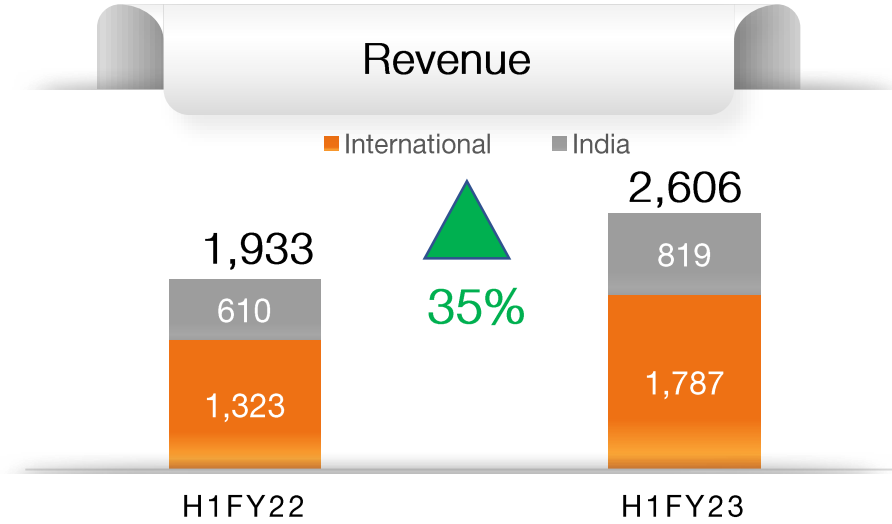 Revenue
International India
1,933
610
1,323
35%
2,606
819
1,787
H1FY22 H1FY23